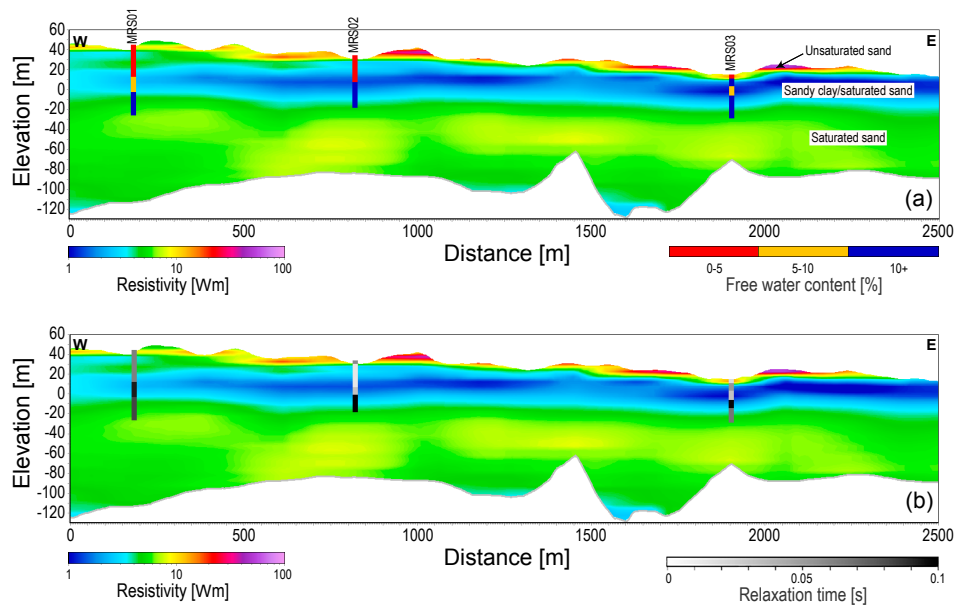 MRS01
MRS02
MRS03
60
40
20
0
-20
-40
-60
-80
-100
-120
Elevation [m]
W
E
Unsaturated sand
Sandy clay/saturated sand
Saturated sand
(a)
0
500
1000
1500
2000
2500
Distance [m]
1
10
100
Resistivity [Wm]
0-5
5-10
10+
Free water content [%]
60
40
20
0
-20
-40
-60
-80
-100
-120
Elevation [m]
W
E
(b)
0
500
1000
1500
2000
2500
Distance [m]
1
10
100
Resistivity [Wm]
0
0.05
0.1
Relaxation time [s]